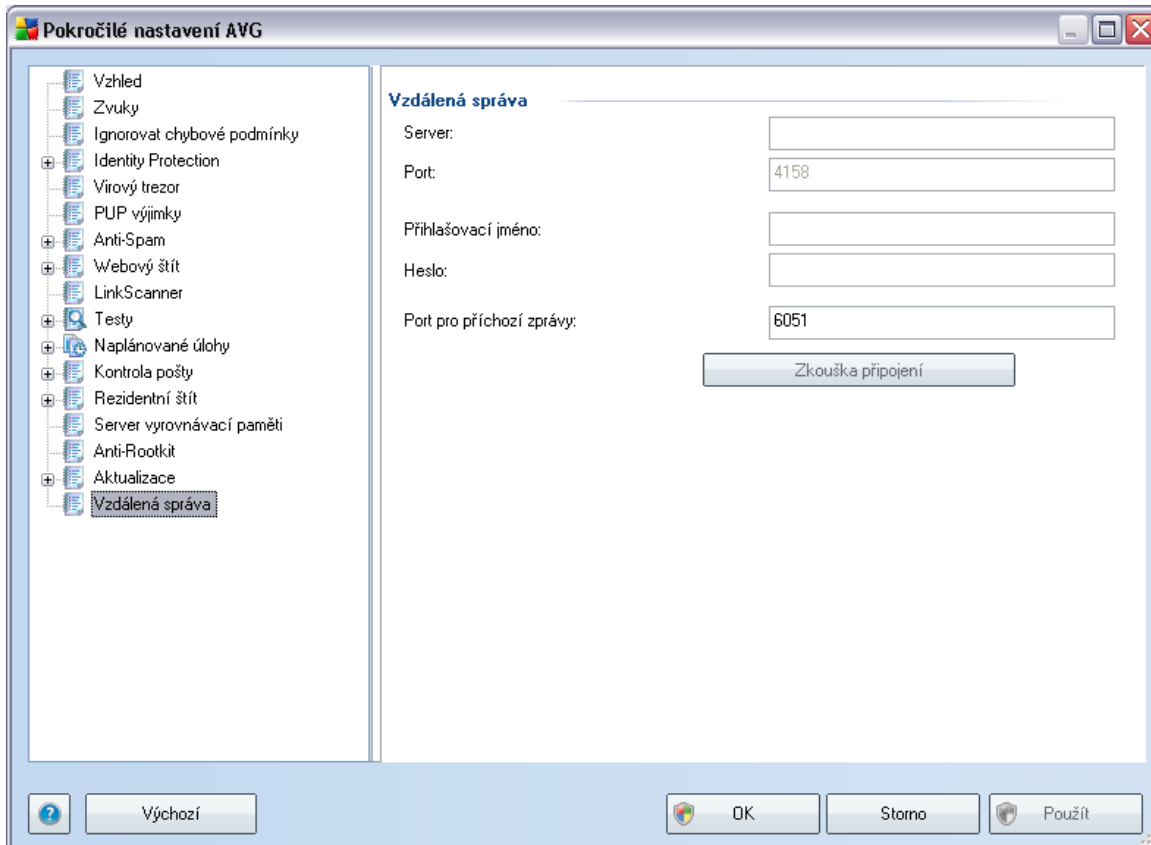 Pokročilé nastavení AVG
Vzhled
Zvuky
Ignorovat chybové podmínky
Identity Protection
Virový trezor
PUP výjimky
Anti-Spam
Webový štít
LinkScanner
Testy
Naplánované úlohy
Kontrola pošty
Rezidentní štít
Server vyrovnávací paměti
Anti-Rootkit
Aktualizace
Vzdálená správa
Vzdálená správa
Server:
Port: 4158
Přihlašovací jméno:
Heslo:
Port pro příchozí zprávy: 6051
Zkouška připojení
? Výchozí OK Storno Použít